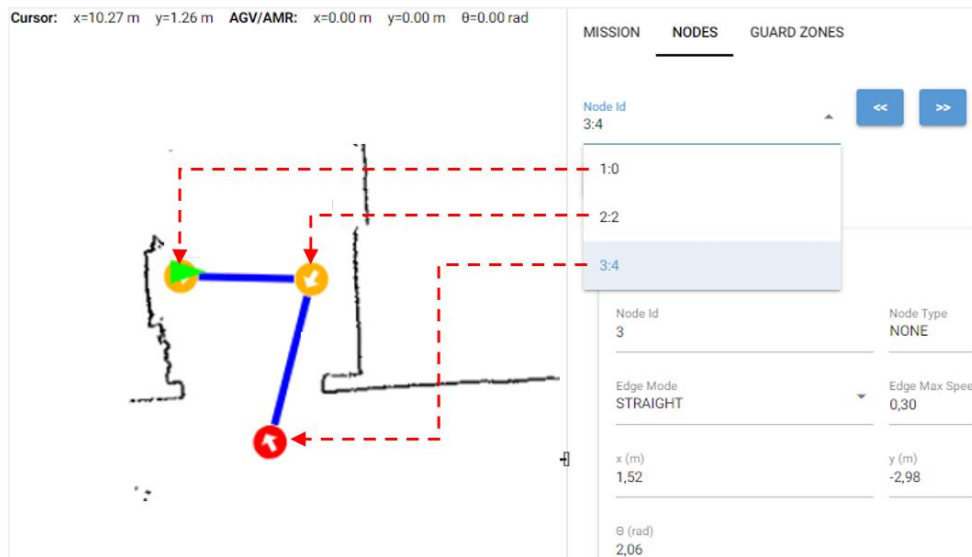 Cursor: x=10.27 m y=1.26 m AGV/AMR: x=0.00 m y=0.00 m θ=0.00 rad
MISSION NODES GUARD ZONES
Node Id
3:4
<< >>
1:0
2:2
3:4
Node Id Node Type
3 NONE
Edge Mode Edge Max Spee
STRAIGHT 0,30
x (m) y (m)
1,52 -2,98
θ (rad)
2,06